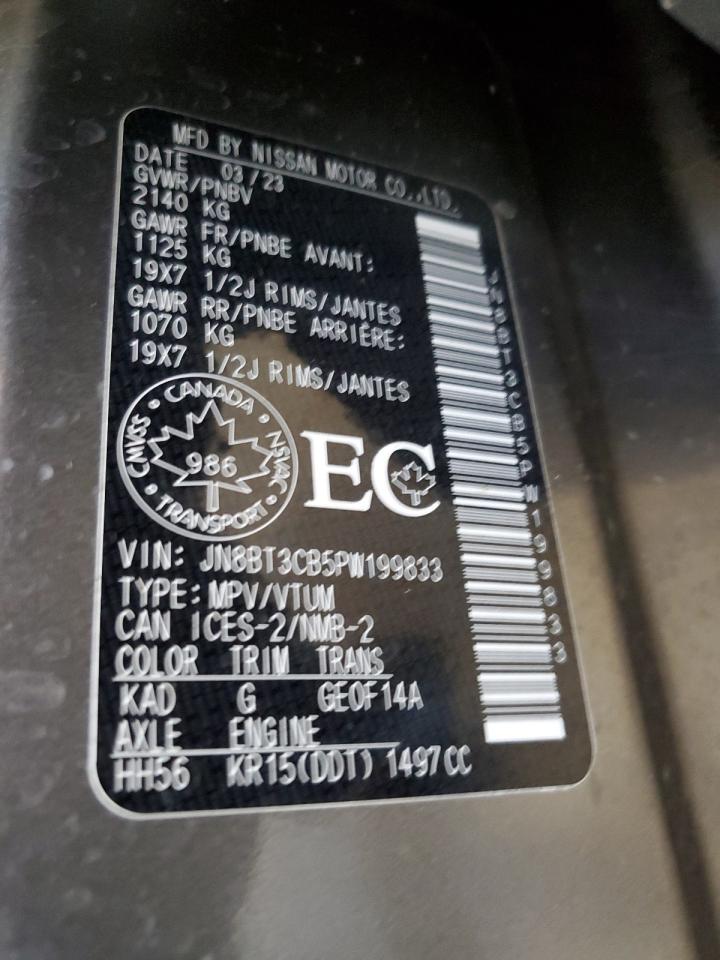 MFD BY NISSAN MOTOR CO.,LTD.
DATE 03/23
GVWR/PNBV
2140 KG
GAWR FR/PNBE AVANT:
1125 KG
19X7 1/2J RIMS/JANTES
GAWR RR/PNBE ARRIÈRE:
1070 KG
19X7 1/2J RIMS/JANTES
CANADA
CMVSS NSVAC
986
TRANSPORT
EC
VIN: JN8BT3CB5PW199833
TYPE: MPV/VTUM
CAN ICES-2/NMB-2
COLOR TRIM TRANS
KAD G GE0F14A
AXLE ENGINE
HH56 KR15(DDT) 1497CC
JN8BT3CB5PW199833